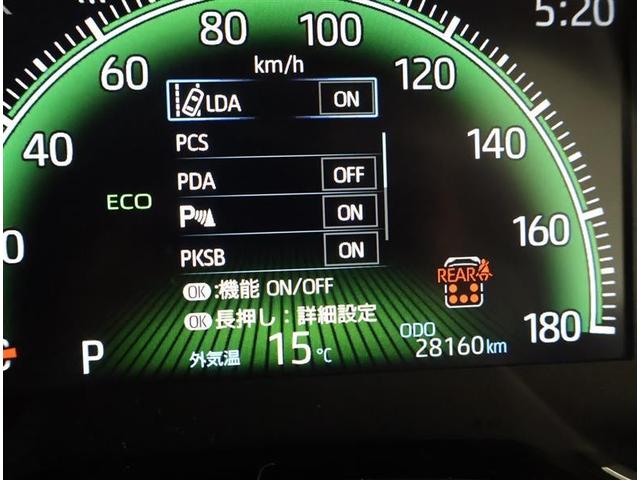 5:20
80 100
60 km/h 120
LDA ON
40 PCS 140
PDA OFF
ECO P ON 160
0 PKSB ON
REAR
OK:機能 ON/OFF
OK長押し:詳細設定 180
P 外気温 15℃ ODO 28160km